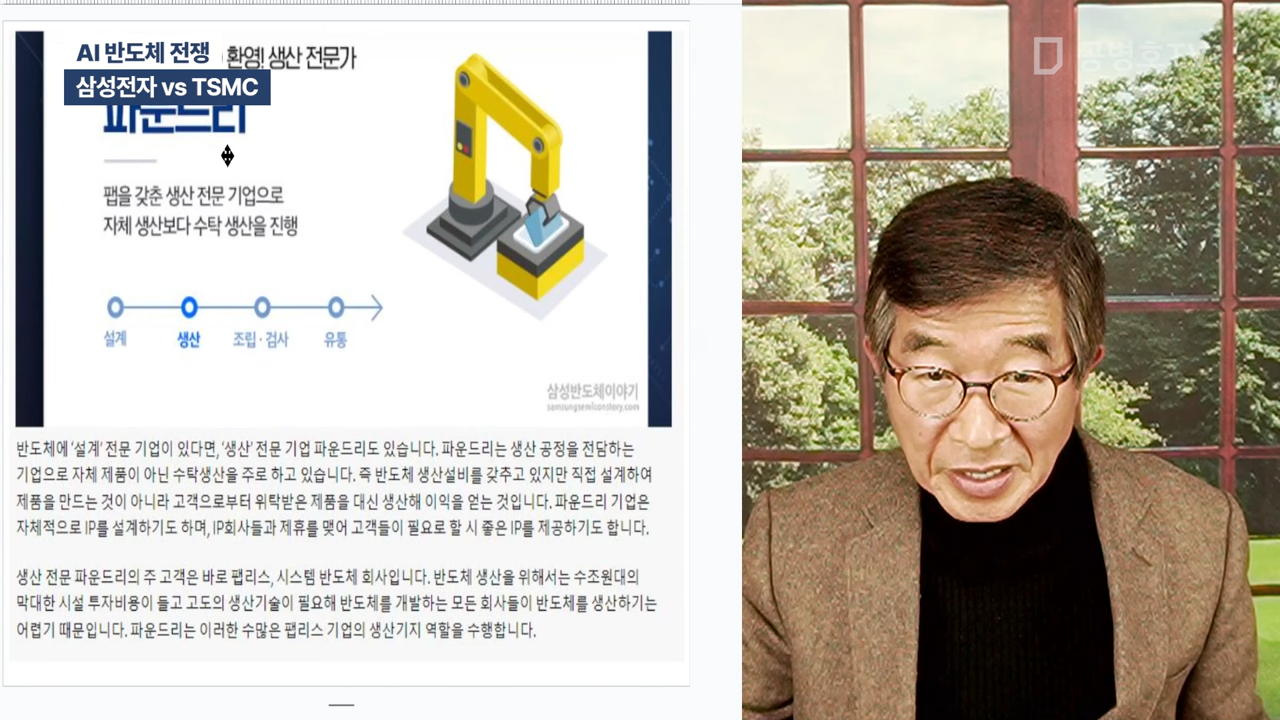 AI 반도체 전쟁
환영! 생산 전문가
삼성전자 vs TSMC
파운드리
팹을 갖춘 생산 전문 기업으로
자체 생산보다 수탁 생산을 진행
설계
생산
조립·검사
유통
삼성반도체이야기
samsungsemiconstory.com
반도체에 ‘설계’ 전문 기업이 있다면, ‘생산’ 전문 기업 파운드리도 있습니다. 파운드리는 생산 공정을 전담하는
기업으로 자체 제품이 아닌 수탁생산을 주로 하고 있습니다. 즉 반도체 생산설비를 갖추고 있지만 직접 설계하여
제품을 만드는 것이 아니라 고객으로부터 위탁받은 제품을 대신 생산해 이익을 얻는 것입니다. 파운드리 기업은
자체적으로 IP를 설계하기도 하며, IP회사들과 제휴를 맺어 고객들이 필요로 할 시 좋은 IP를 제공하기도 합니다.
생산 전문 파운드리의 주 고객은 바로 팹리스, 시스템 반도체 회사입니다. 반도체 생산을 위해서는 수조원대의
막대한 시설 투자비용이 들고 고도의 생산기술이 필요해 반도체를 개발하는 모든 회사들이 반도체를 생산하기는
어렵기 때문입니다. 파운드리는 이러한 수많은 팹리스 기업의 생산기지 역할을 수행합니다.
공병호TV